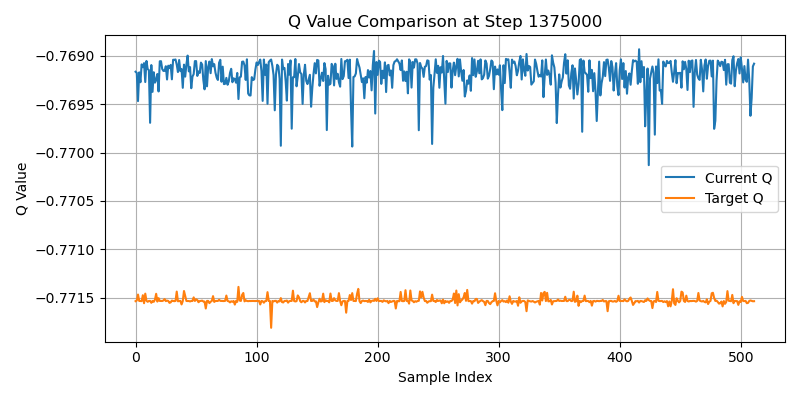 Q Value Comparison at Step 1375000
−0.7690
−0.7695
−0.7700
−0.7705
−0.7710
−0.7715
Q Value
Current Q
Target Q
0 100 200 300 400 500
Sample Index